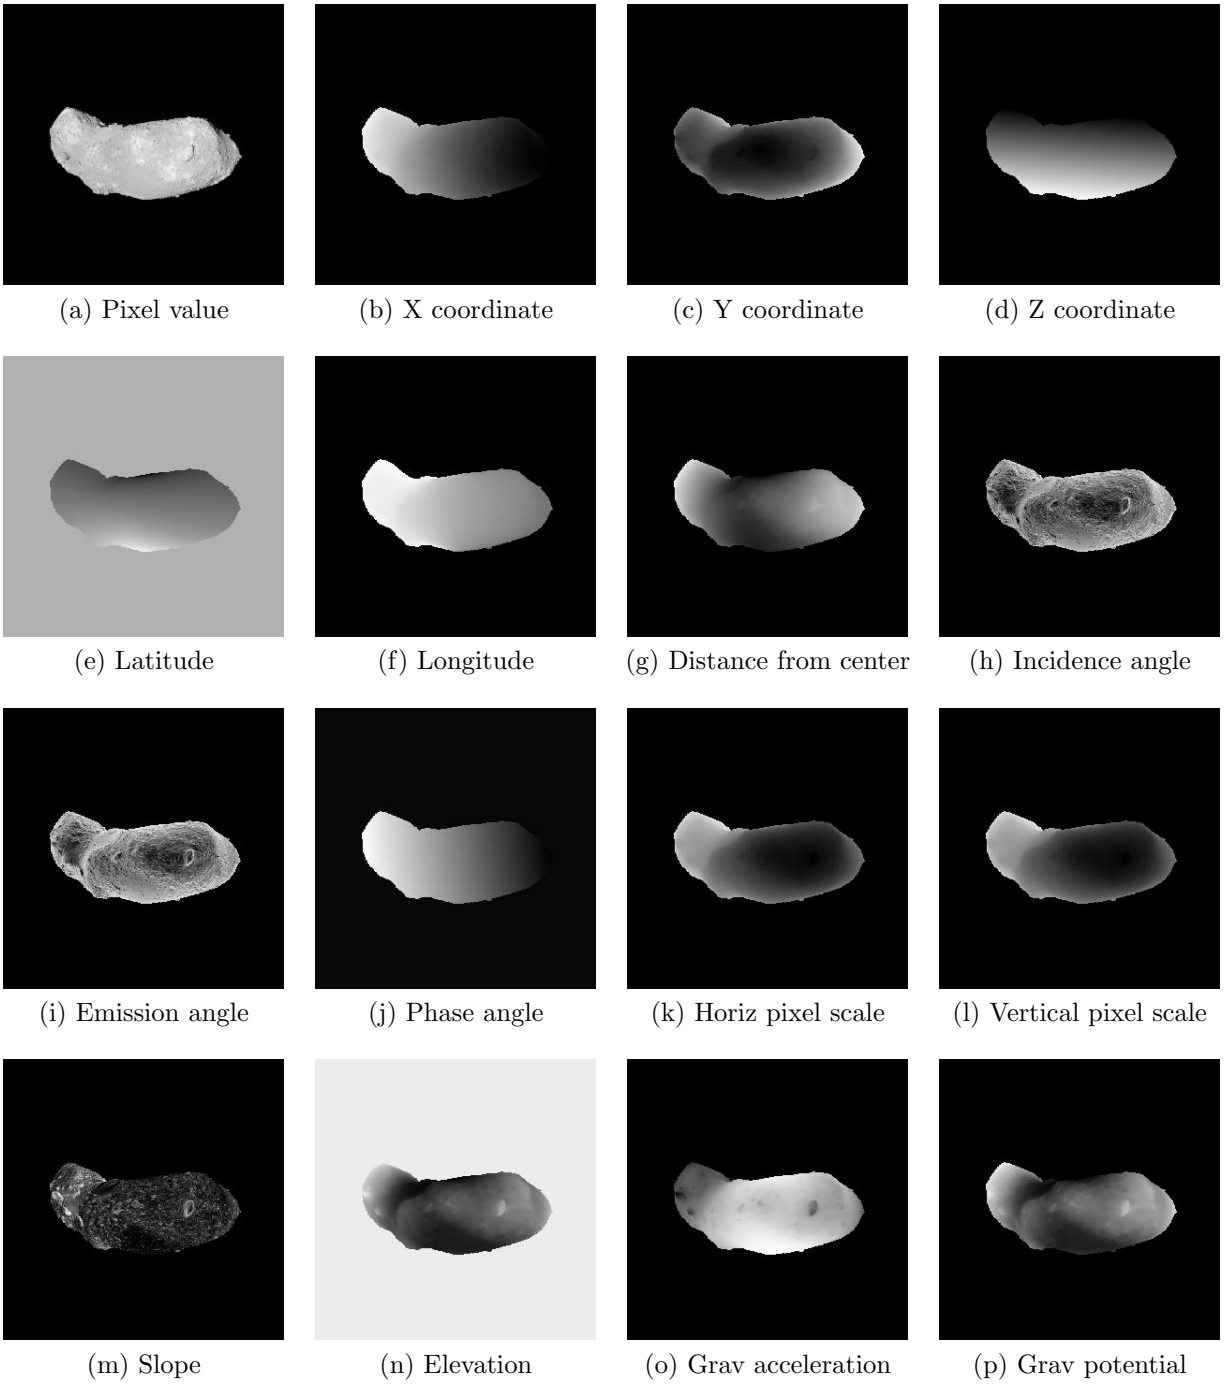 (a) Pixel value
(b) X coordinate
(c) Y coordinate
(d) Z coordinate
(e) Latitude
(f) Longitude
(g) Distance from center
(h) Incidence angle
(i) Emission angle
(j) Phase angle
(k) Horiz pixel scale
(l) Vertical pixel scale
(m) Slope
(n) Elevation
(o) Grav acceleration
(p) Grav potential